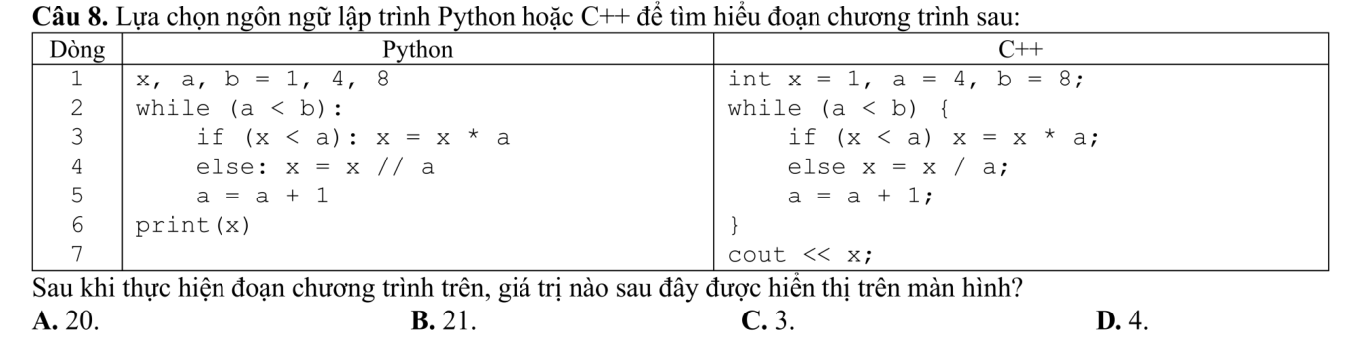 Câu 8. Lựa chọn ngôn ngữ lập trình Python hoặc C++ để tìm hiểu đoạn chương trình sau:
Dòng Python C++
1 x, a, b = 1, 4, 8 int x = 1, a = 4, b = 8;
2 while (a < b): while (a < b) {
3 if (x < a): x = x * a if (x < a) x = x * a;
4 else: x = x // a else x = x / a;
5 a = a + 1 a = a + 1;
6 print(x) }
7 cout << x;
Sau khi thực hiện đoạn chương trình trên, giá trị nào sau đây được hiển thị trên màn hình?
A. 20. B. 21. C. 3. D. 4.